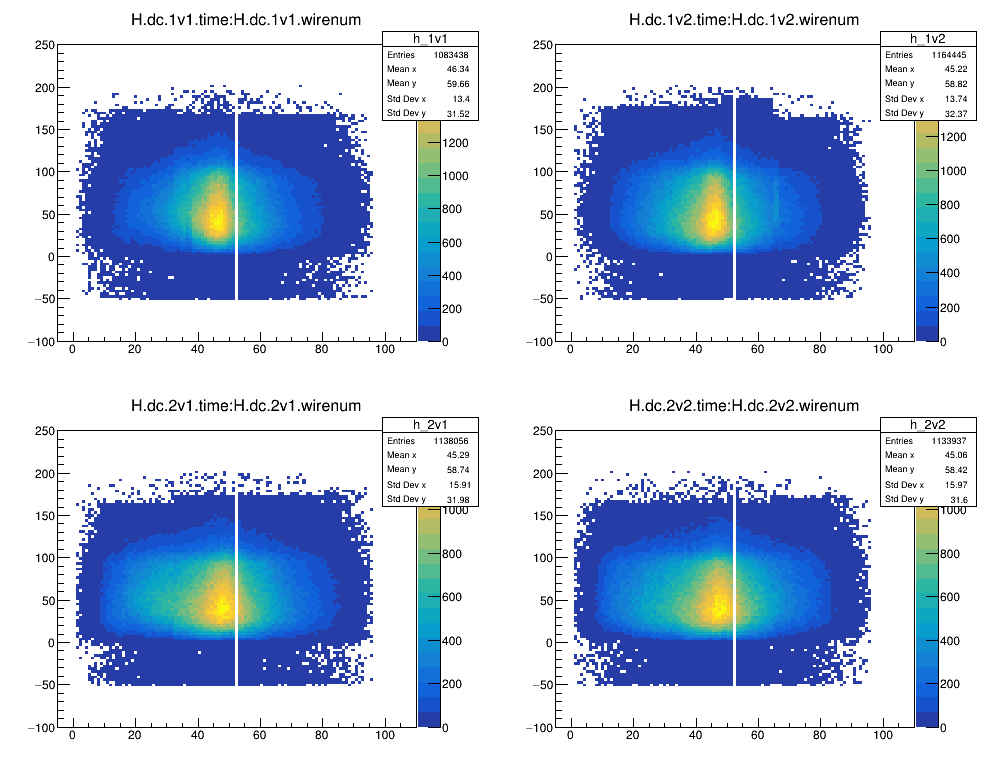 H.dc.1v1.time:H.dc.1v1.wirenum
h_1v1
Entries 1083438
Mean x 46.34
Mean y 59.66
Std Dev x 13.4
Std Dev y 31.52
250
200
150
100
50
0
−50
−100
0 20 40 60 80 100
1200
1000
800
600
400
200
0
H.dc.1v2.time:H.dc.1v2.wirenum
h_1v2
Entries 1164445
Mean x 45.22
Mean y 58.82
Std Dev x 13.74
Std Dev y 32.37
250
200
150
100
50
0
−50
−100
0 20 40 60 80 100
1200
1000
800
600
400
200
0
H.dc.2v1.time:H.dc.2v1.wirenum
h_2v1
Entries 1138056
Mean x 45.29
Mean y 58.74
Std Dev x 15.91
Std Dev y 31.98
250
200
150
100
50
0
−50
−100
0 20 40 60 80 100
1000
800
600
400
200
0
H.dc.2v2.time:H.dc.2v2.wirenum
h_2v2
Entries 1133937
Mean x 45.06
Mean y 58.42
Std Dev x 15.97
Std Dev y 31.6
250
200
150
100
50
0
−50
−100
0 20 40 60 80 100
1000
800
600
400
200
0